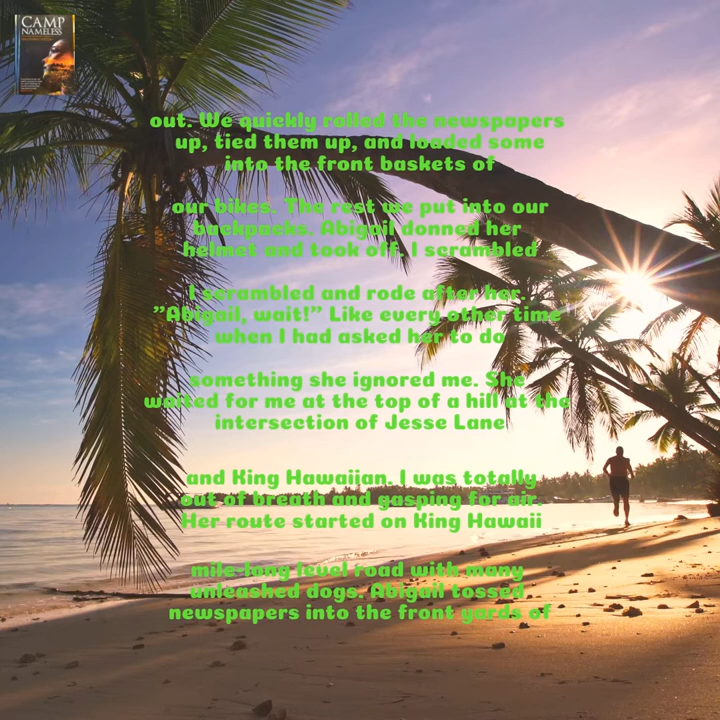 CAMP
NAMELESS
out. We quickly rolled the newspapers
up, tied them up, and loaded some
into the front baskets of
our bikes. The rest we put into our
backpacks. Abigail donned her
helmet and took off. I scrambled
I scrambled and rode after her.
"Abigail, wait!" Like every other time
when I had asked her to do
something she ignored me. She
waited for me at the top of a hill at the
intersection of Jesse Lane
and King Hawaiian. I was totally
out of breath and gasping for air.
Her route started on King Hawaii
mile-long level road with many
unleashed dogs. Abigail tossed
newspapers into the front yards of